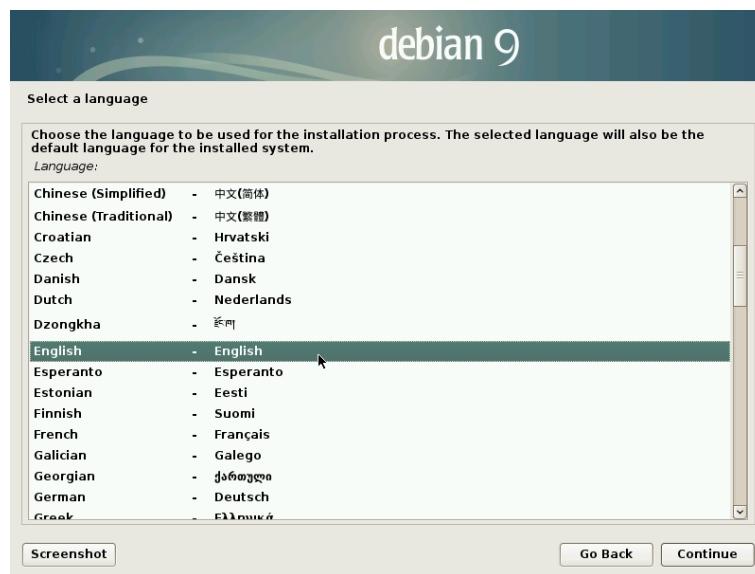 debian 9
Select a language
Choose the language to be used for the installation process. The selected language will also be the
default language for the installed system.
Language:
Chinese (Simplified) - 中文(简体)
Chinese (Traditional) - 中文(繁體)
Croatian - Hrvatski
Czech - Čeština
Danish - Dansk
Dutch - Nederlands
Dzongkha - རྫོང་ཁ།
English - English
Esperanto - Esperanto
Estonian - Eesti
Finnish - Suomi
French - Français
Galician - Galego
Georgian - ქართული
German - Deutsch
Greek - Ελληνικά
Screenshot Go Back Continue